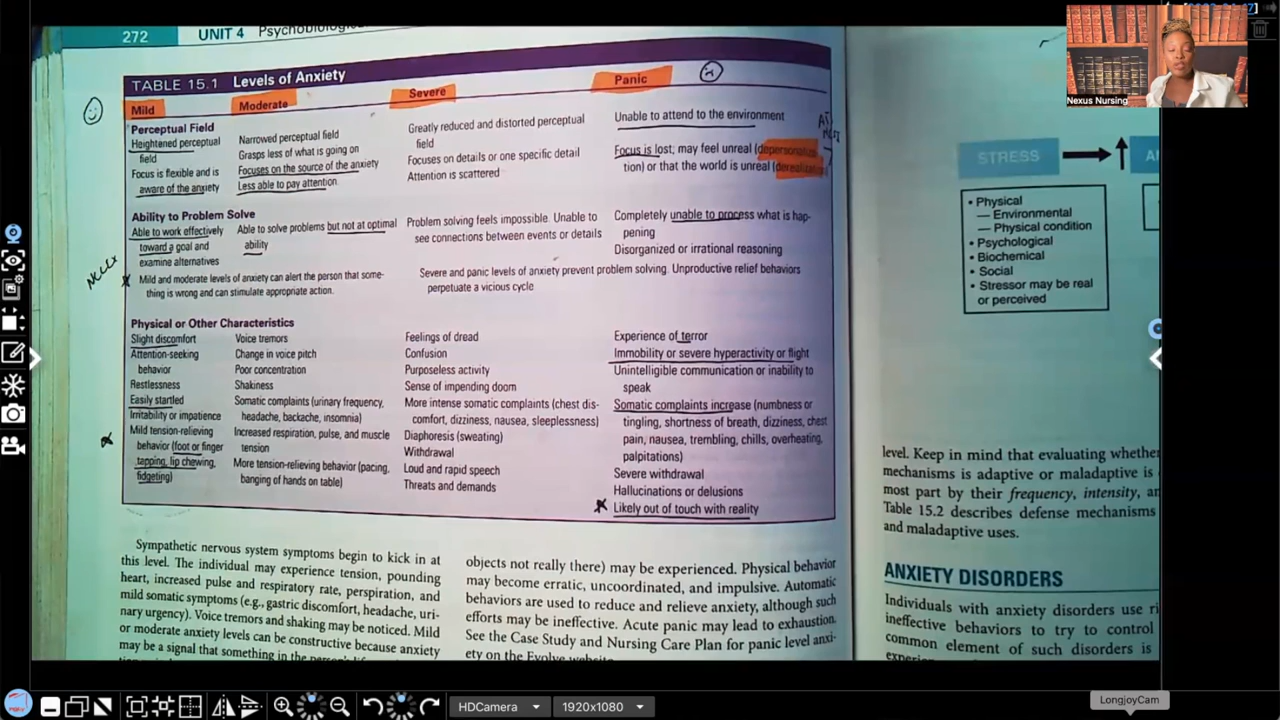 272 UNIT 4
TABLE 15.1 Levels of Anxiety
Mild Moderate Severe Panic
Perceptual Field
Heightened perceptual
field
Focus is flexible and is
aware of the anxiety
Narrowed perceptual field
Grasps less of what is going on
Focuses on the source of the anxiety
Less able to pay attention
Greatly reduced and distorted perceptual
field
Focuses on details or one specific detail
Attention is scattered
Unable to attend to the environment
Focus is lost; may feel unreal (depersonaliza-
tion) or that the world is unreal (derealization)
Ability to Problem Solve
Able to work effectively
toward a goal and
examine alternatives
Able to solve problems but not at optimal
ability
Problem solving feels impossible. Unable to
see connections between events or details
Completely unable to process what is hap-
pening
Disorganized or irrational reasoning
NCLEX
Mild and moderate levels of anxiety can alert the person that some-
thing is wrong and can stimulate appropriate action.
Severe and panic levels of anxiety prevent problem solving. Unproductive relief behaviors
perpetuate a vicious cycle
Physical or Other Characteristics
Slight discomfort
Attention-seeking
behavior
Restlessness
Easily startled
Irritability or impatience
Mild tension-relieving
behavior (foot or finger
tapping, lip chewing,
fidgeting)
Voice tremors
Change in voice pitch
Poor concentration
Shakiness
Somatic complaints (urinary frequency,
headache, backache, insomnia)
Increased respiration, pulse, and muscle
tension
More tension-relieving behavior (pacing,
banging of hands on table)
Feelings of dread
Confusion
Purposeless activity
Sense of impending doom
More intense somatic complaints (chest dis-
comfort, dizziness, nausea, sleeplessness)
Diaphoresis (sweating)
Withdrawal
Loud and rapid speech
Threats and demands
Experience of terror
Immobility or severe hyperactivity or flight
Unintelligible communication or inability to
speak
Somatic complaints increase (numbness or
tingling, shortness of breath, dizziness, chest
pain, nausea, trembling, chills, overheating,
palpitations)
Severe withdrawal
Hallucinations or delusions
Likely out of touch with reality
Sympathetic nervous system symptoms begin to kick in at
this level. The individual may experience tension, pounding
heart, increased pulse and respiratory rate, perspiration, and
mild somatic symptoms (e.g., gastric discomfort, headache, uri-
nary urgency). Voice tremors and shaking may be noticed. Mild
or moderate anxiety levels can be constructive because anxiety
may be a signal that something in the
objects not really there) may be experienced. Physical behavior
may become erratic, uncoordinated, and impulsive. Automatic
behaviors are used to reduce and relieve anxiety, although such
efforts may be ineffective. Acute panic may lead to exhaustion.
See the Case Study and Nursing Care Plan for panic level anxi-
ety on the Evolve website
STRESS
• Physical
— Environmental
— Physical condition
• Psychological
• Biochemical
• Social
• Stressor may be real
or perceived
level. Keep in mind that evaluating whethe
mechanisms is adaptive or maladaptive is
most part by their frequency, intensity, a
Table 15.2 describes defense mechanisms
and maladaptive uses.
ANXIETY DISORDERS
Individuals with anxiety disorders use ri
ineffective behaviors to try to control
common element of such disorders is
Nexus Nursing
HDCamera
1920x1080
LongjoyCam